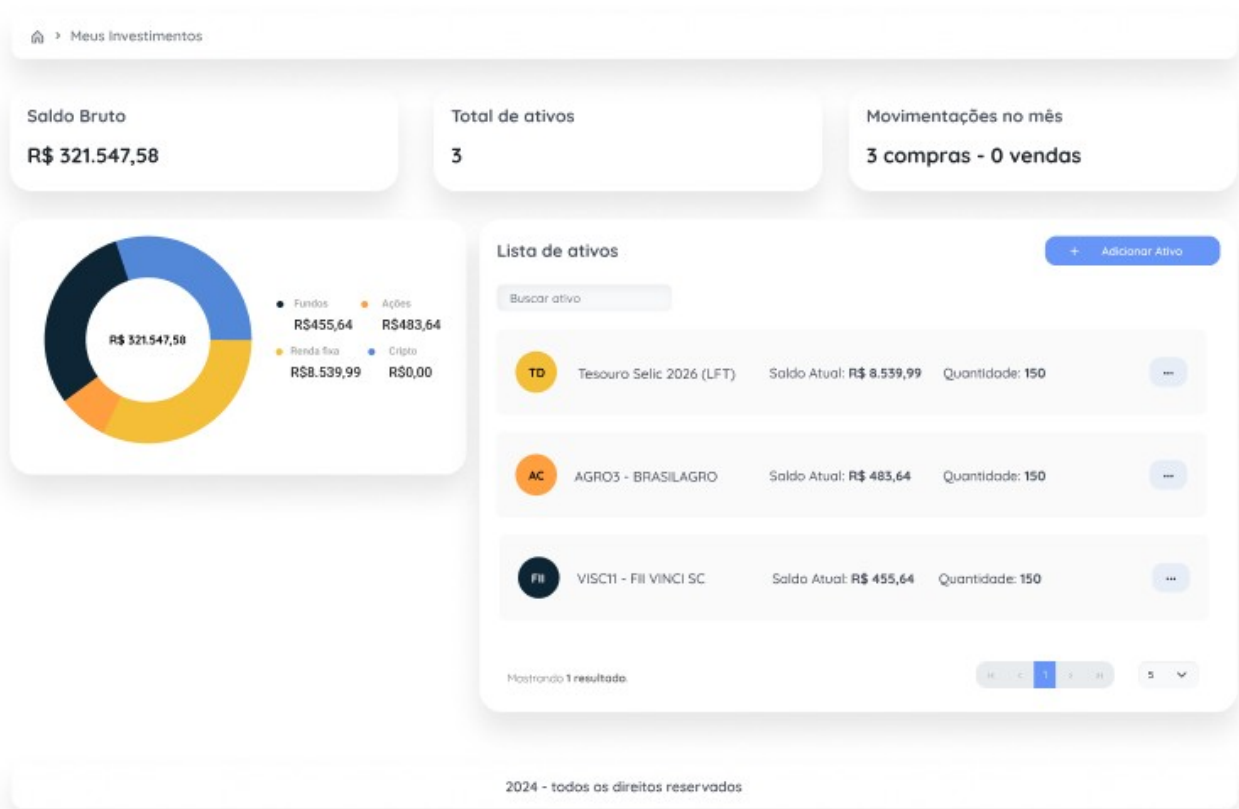 Meus Investimentos
Saldo Bruto
R$ 321.547,58
Total de ativos
3
Movimentações no mês
3 compras - 0 vendas
R$ 321.547,58
Fundos
R$455,64
Ações
R$483,64
Renda fixa
R$8.539,99
Cripto
R$0,00
Lista de ativos
+ Adicionar Ativo
Buscar ativo
TD Tesouro Selic 2026 (LFT) Saldo Atual: R$ 8.539,99 Quantidade: 150 ...
AC AGRO3 - BRASILAGRO Saldo Atual: R$ 483,64 Quantidade: 150 ...
FII VISC11 - FII VINCI SC Saldo Atual: R$ 455,64 Quantidade: 150 ...
Mostrando 1 resultado.
1
5
2024 - todos os direitos reservados